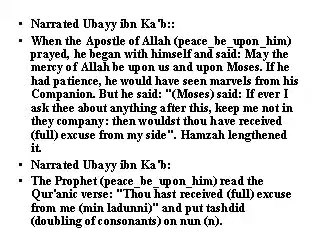 • Narrated Ubayy ibn Ka'b::
• When the Apostle of Allah (peace_be_upon_him)
prayed, he began with himself and said: May the
mercy of Allah be upon us and upon Moses. If he
had patience, he would have seen marvels from his
Companion. But he said: "(Moses) said: If ever I
ask thee about anything after this, keep me not in
they company: then wouldst thou have received
(full) excuse from my side". Hamzah lengthened
it.
• Narrated Ubayy ibn Ka'b:
• The Prophet (peace_be_upon_him) read the
Qur'anic verse: "Thou hast received (full) excuse
from me (min ladunni)" and put tashdid
(doubling of consonants) on nun (n).